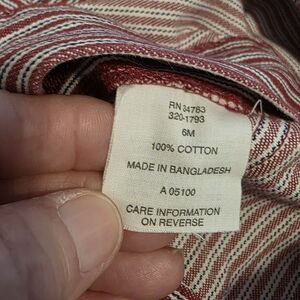 RN 34783
320-1793
6M
100% COTTON
MADE IN BANGLADESH
A 05100
CARE INFORMATION
ON REVERSE